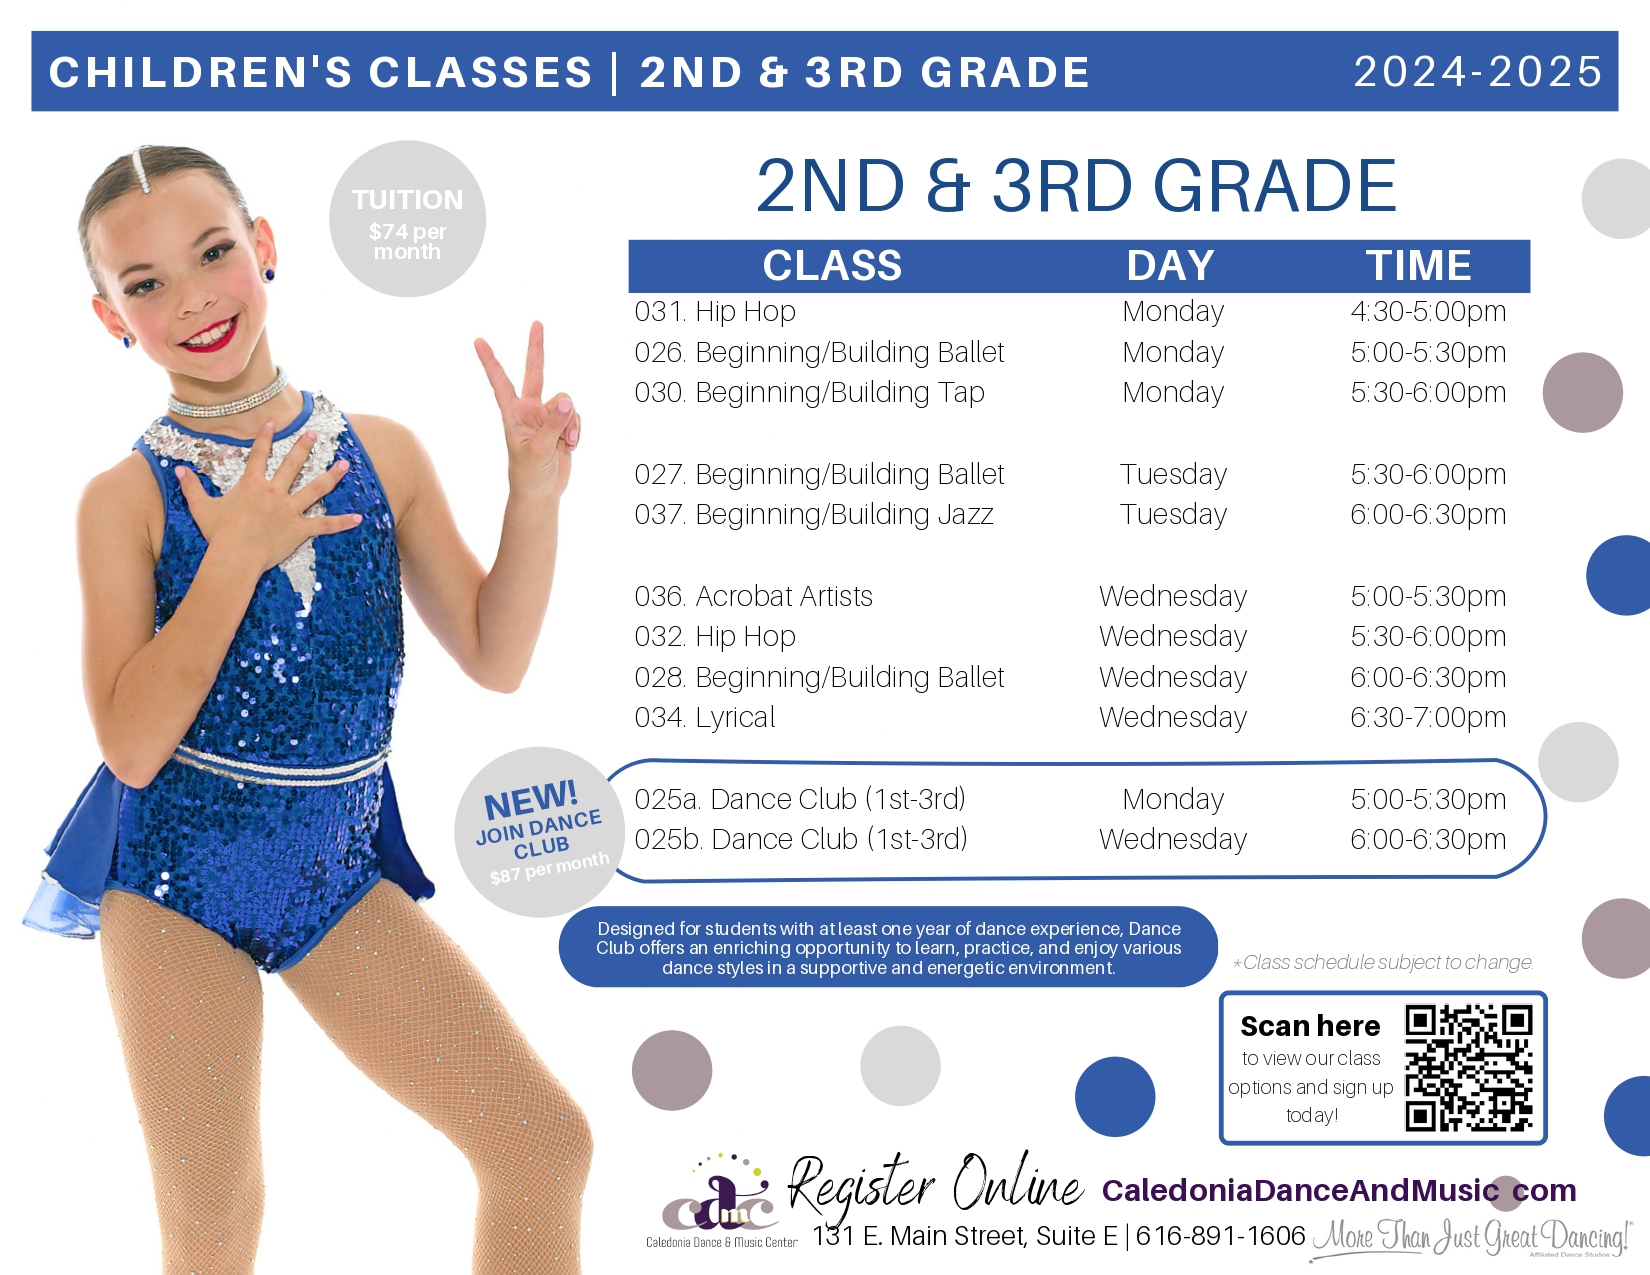 CHILDREN'S CLASSES | 2ND & 3RD GRADE 2024-2025
TUITION
$74 per
month
2ND & 3RD GRADE
CLASS DAY TIME
031. Hip Hop Monday 4:30-5:00pm
026. Beginning/Building Ballet Monday 5:00-5:30pm
030. Beginning/Building Tap Monday 5:30-6:00pm
027. Beginning/Building Ballet Tuesday 5:30-6:00pm
037. Beginning/Building Jazz Tuesday 6:00-6:30pm
036. Acrobat Artists Wednesday 5:00-5:30pm
032. Hip Hop Wednesday 5:30-6:00pm
028. Beginning/Building Ballet Wednesday 6:00-6:30pm
034. Lyrical Wednesday 6:30-7:00pm
NEW!
JOIN DANCE
CLUB
$87 per month
025a. Dance Club (1st-3rd) Monday 5:00-5:30pm
025b. Dance Club (1st-3rd) Wednesday 6:00-6:30pm
Designed for students with at least one year of dance experience, Dance
Club offers an enriching opportunity to learn, practice, and enjoy various
dance styles in a supportive and energetic environment.
*Class schedule subject to change.
Scan here
to view our class
options and sign up
today!
cdmc
Caledonia Dance & Music Center
Register Online CaledoniaDanceAndMusic com
131 E. Main Street, Suite E | 616-891-1606
More Than Just Great Dancing!
Affiliated Dance Studios